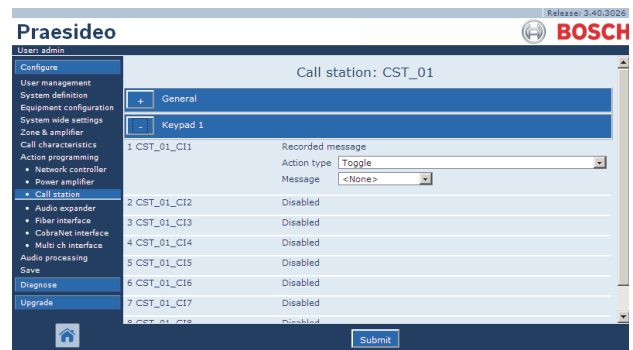 Release: 3.40.3026
Praesideo
BOSCH
User: admin
Configure
User management
System definition
Equipment configuration
System wide settings
Zone & amplifier
Call characteristics
Action programming
• Network controller
• Power amplifier
• Call station
• Audio expander
• Fiber interface
• CobraNet interface
• Multi ch interface
Audio processing
Save
Diagnose
Upgrade
Call station: CST_01
+ General
- Keypad 1
1 CST_01_CI1 Recorded message
Action type Toggle
Message <None>
2 CST_01_CI2 Disabled
3 CST_01_CI3 Disabled
4 CST_01_CI4 Disabled
5 CST_01_CI5 Disabled
6 CST_01_CI6 Disabled
7 CST_01_CI7 Disabled
8 CST_01_CI8 Disabled
Submit